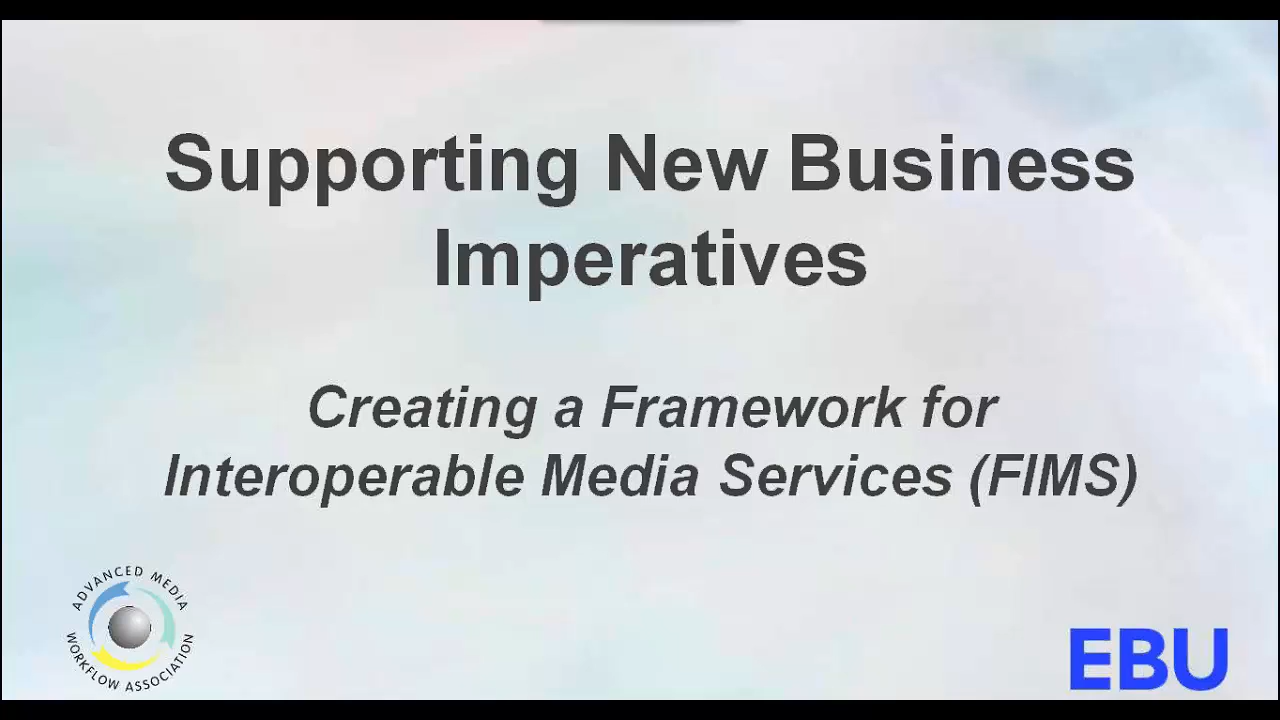 Supporting New Business
Imperatives
Creating a Framework for
Interoperable Media Services (FIMS)
ADVANCED MEDIA
WORKFLOW ASSOCIATION
EBU